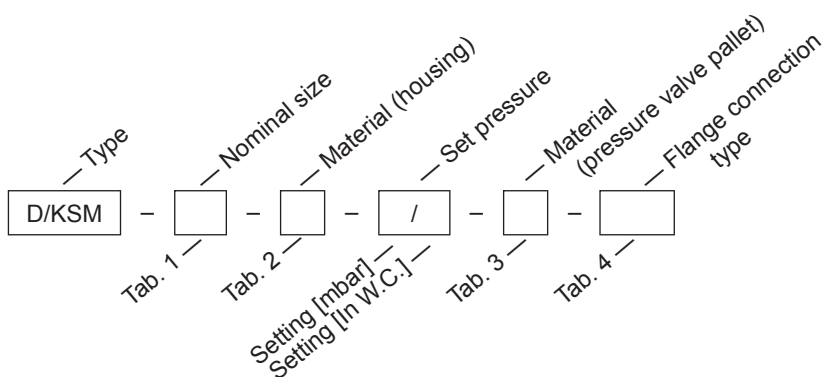 Type
Nominal size
Material (housing)
Set pressure
Material
(pressure valve pallet)
Flange connection
type
D/KSM – – – / – –
Tab. 1
Tab. 2
Setting [mbar]
Setting [In W.C.]
Tab. 3
Tab. 4